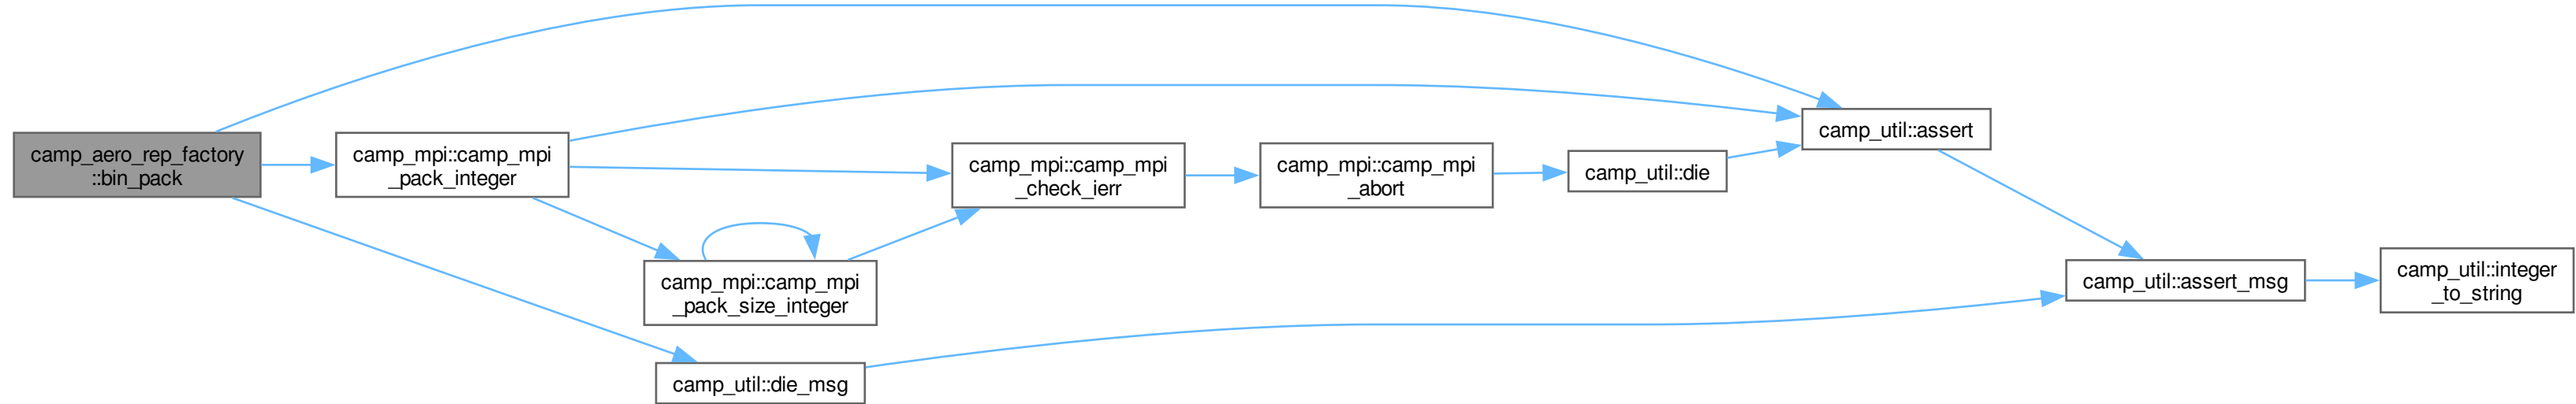 camp_aero_rep_factory
::bin_pack
camp_mpi::camp_mpi
_pack_integer
camp_mpi::camp_mpi
_pack_size_integer
camp_util::die_msg
camp_mpi::camp_mpi
_check_ierr
camp_mpi::camp_mpi
_abort
camp_util::die
camp_util::assert
camp_util::assert_msg
camp_util::integer
_to_string